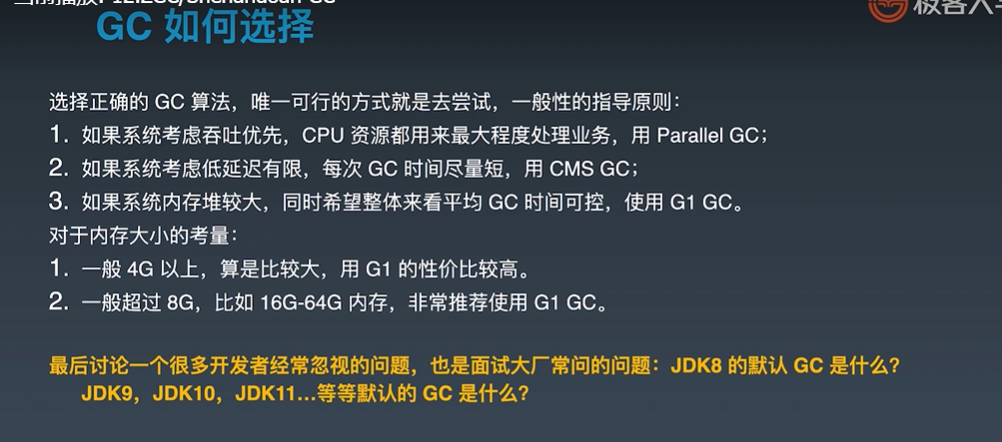 GC 如何选择
选择正确的 GC 算法，唯一可行的方式就是去尝试，一般性的指导原则：
1. 如果系统考虑吞吐优先，CPU 资源都用来最大程度处理业务，用 Parallel GC；
2. 如果系统考虑低延迟有限，每次 GC 时间尽量短，用 CMS GC；
3. 如果系统内存堆较大，同时希望整体来看平均 GC 时间可控，使用 G1 GC。
对于内存大小的考量：
1. 一般 4G 以上，算是比较大，用 G1 的性价比较高。
2. 一般超过 8G，比如 16G-64G 内存，非常推荐使用 G1 GC。
最后讨论一个很多开发者经常忽视的问题，也是面试大厂常问的问题：JDK8 的默认 GC 是什么？
JDK9，JDK10，JDK11…等等默认的 GC 是什么？